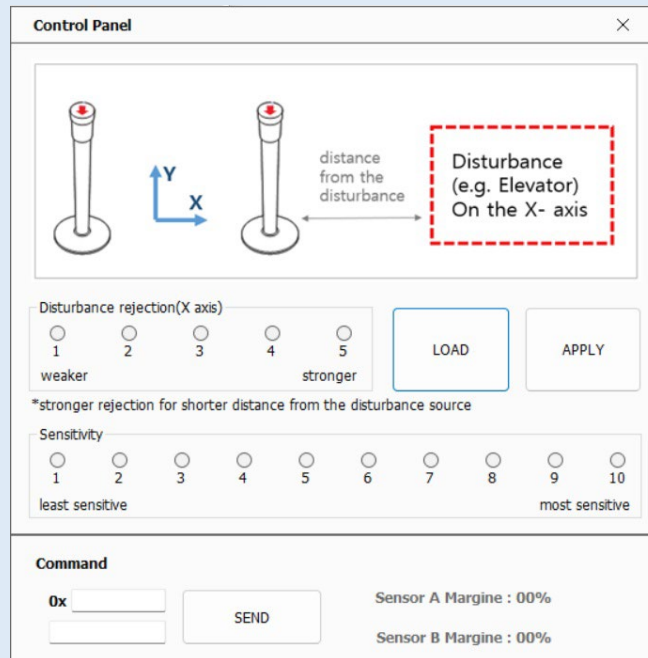 Control Panel
Y
X
distance
from the
disturbance
Disturbance
(e.g. Elevator)
On the X- axis
Disturbance rejection(X axis)
1 2 3 4 5
weaker stronger
LOAD
APPLY
*stronger rejection for shorter distance from the disturbance source
Sensitivity
1 2 3 4 5 6 7 8 9 10
least sensitive most sensitive
Command
0x
SEND
Sensor A Margine : 00%
Sensor B Margine : 00%